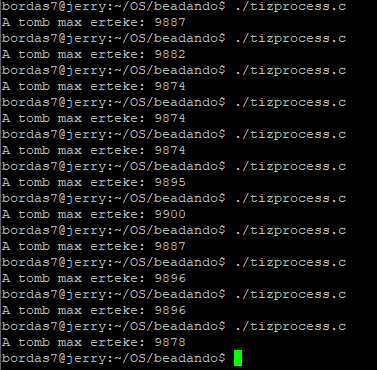 bordas7@jerry:~/OS/beadando$ ./tizprocess.c
A tomb max erteke: 9887
bordas7@jerry:~/OS/beadando$ ./tizprocess.c
A tomb max erteke: 9882
bordas7@jerry:~/OS/beadando$ ./tizprocess.c
A tomb max erteke: 9874
bordas7@jerry:~/OS/beadando$ ./tizprocess.c
A tomb max erteke: 9874
bordas7@jerry:~/OS/beadando$ ./tizprocess.c
A tomb max erteke: 9874
bordas7@jerry:~/OS/beadando$ ./tizprocess.c
A tomb max erteke: 9895
bordas7@jerry:~/OS/beadando$ ./tizprocess.c
A tomb max erteke: 9900
bordas7@jerry:~/OS/beadando$ ./tizprocess.c
A tomb max erteke: 9887
bordas7@jerry:~/OS/beadando$ ./tizprocess.c
A tomb max erteke: 9896
bordas7@jerry:~/OS/beadando$ ./tizprocess.c
A tomb max erteke: 9896
bordas7@jerry:~/OS/beadando$ ./tizprocess.c
A tomb max erteke: 9878
bordas7@jerry:~/OS/beadando$